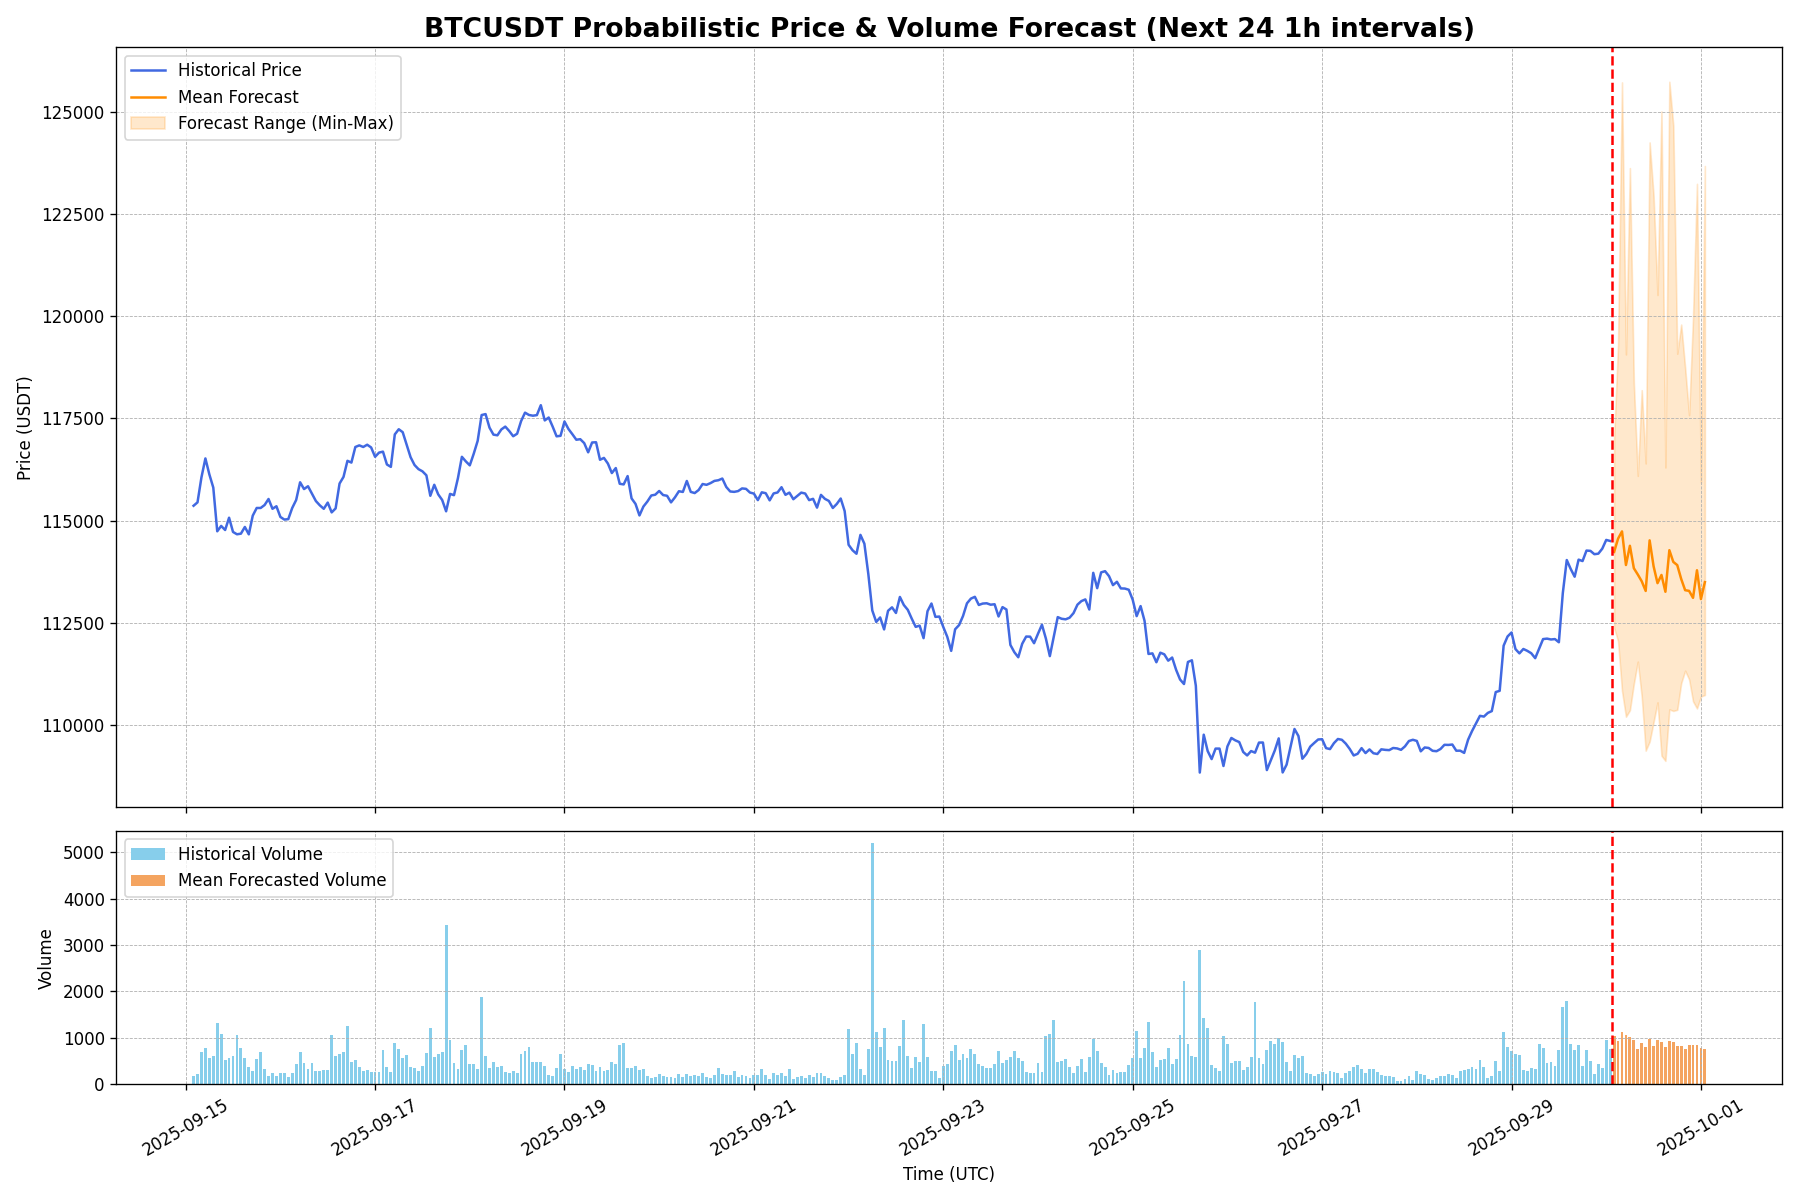 BTCUSDT Probabilistic Price & Volume Forecast (Next 24 1h intervals)
Historical Price
Mean Forecast
Forecast Range (Min-Max)
Price (USDT)
125000
122500
120000
117500
115000
112500
110000
Historical Volume
Mean Forecasted Volume
Volume
5000
4000
3000
2000
1000
0
2025-09-15
2025-09-17
2025-09-19
2025-09-21
2025-09-23
2025-09-25
2025-09-27
2025-09-29
2025-10-01
Time (UTC)